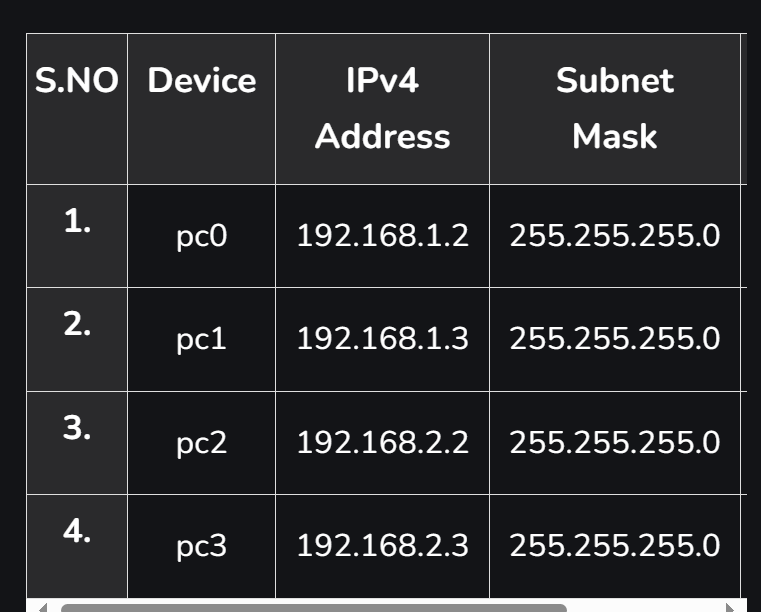 S.NO Device IPv4 Address Subnet Mask
1. pc0 192.168.1.2 255.255.255.0
2. pc1 192.168.1.3 255.255.255.0
3. pc2 192.168.2.2 255.255.255.0
4. pc3 192.168.2.3 255.255.255.0